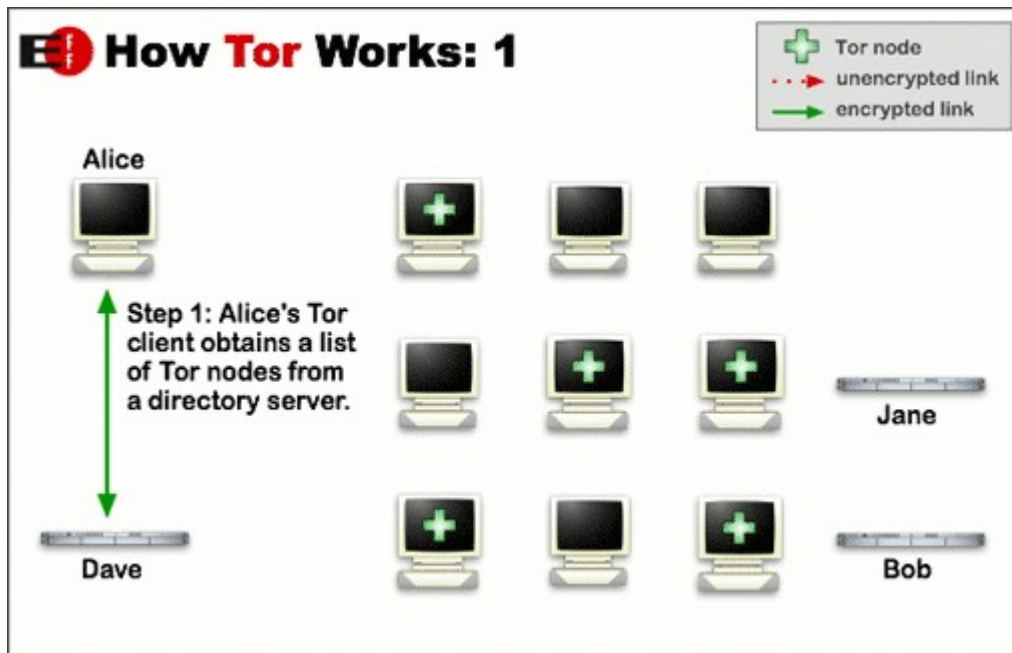 EFF How Tor Works: 1
Tor node
unencrypted link
encrypted link
Alice
Step 1: Alice's Tor
client obtains a list
of Tor nodes from
a directory server.
Jane
Dave
Bob